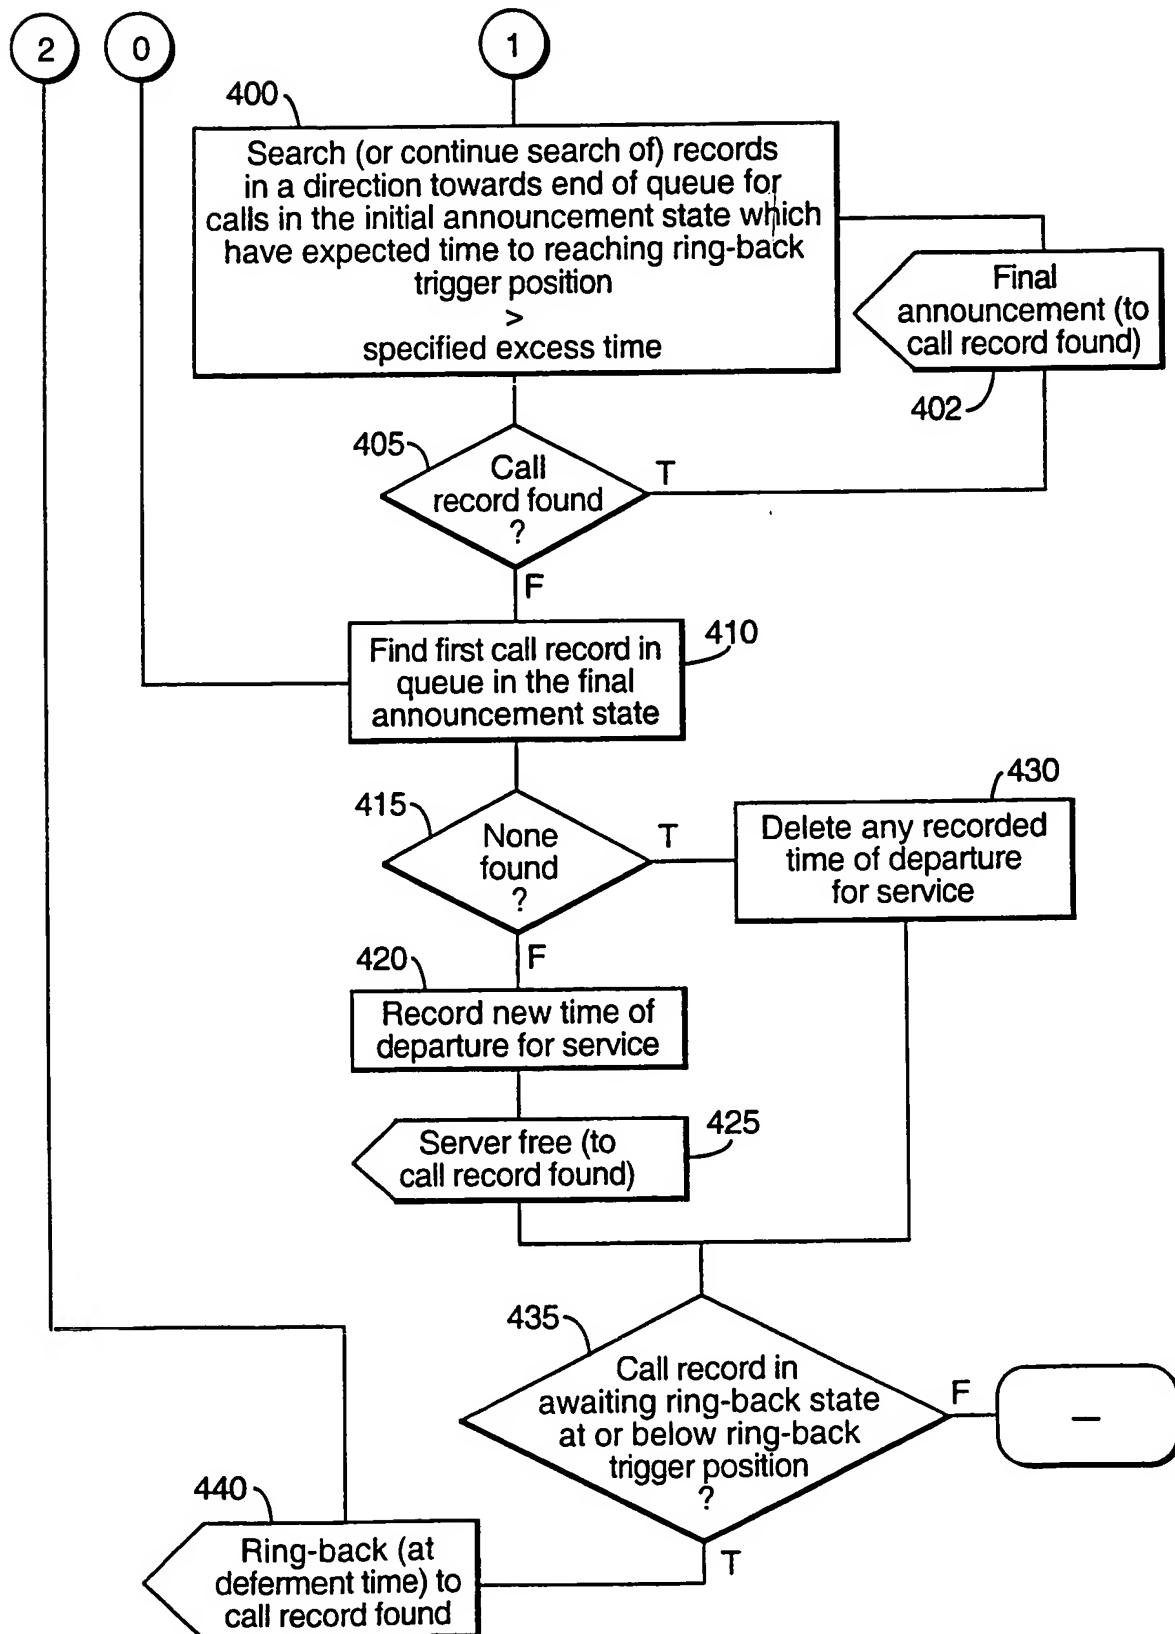 2
0
1
400
Search (or continue search of) records
in a direction towards end of queue for
calls in the initial announcement state which
have expected time to reaching ring-back
trigger position
>
specified excess time
Final
announcement (to
call record found)
402
405
Call
record found
?
T
F
Find first call record in
queue in the final
announcement state
410
415
None
found
?
T
F
430
Delete any recorded
time of departure
for service
420
Record new time of
departure for service
Server free (to
call record found)
425
435
Call record in
awaiting ring-back state
at or below ring-back
trigger position
?
F
–
T
440
Ring-back (at
deferment time) to
call record found